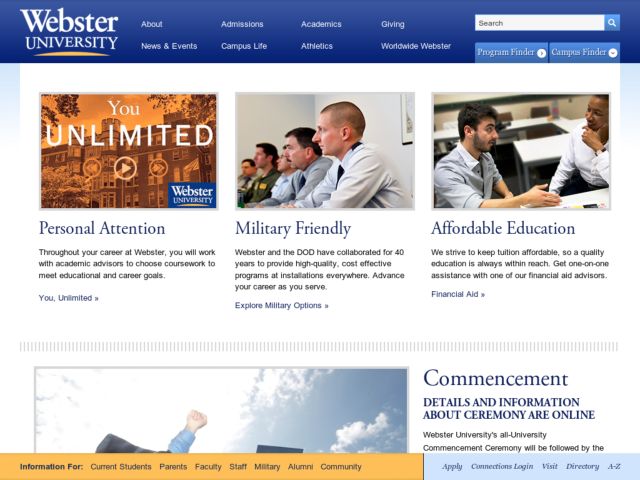 Webster
UNIVERSITY
About
Admissions
Academics
Giving
News & Events
Campus Life
Athletics
Worldwide Webster
Search
Program Finder
Campus Finder
You
UNLIMITED
Webster
UNIVERSITY
Personal Attention
Throughout your career at Webster, you will work
with academic advisors to choose coursework to
meet educational and career goals.
You, Unlimited »
Military Friendly
Webster and the DOD have collaborated for 40
years to provide high-quality, cost effective
programs at installations everywhere. Advance
your career as you serve.
Explore Military Options »
Affordable Education
We strive to keep tuition affordable, so a quality
education is always within reach. Get one-on-one
assistance with one of our financial aid advisors.
Financial Aid »
Commencement
DETAILS AND INFORMATION
ABOUT CEREMONY ARE ONLINE
Webster University's all-University
Commencement Ceremony will be followed by the
Information For: Current Students Parents Faculty Staff Military Alumni Community
Apply Connections Login Visit Directory A-Z